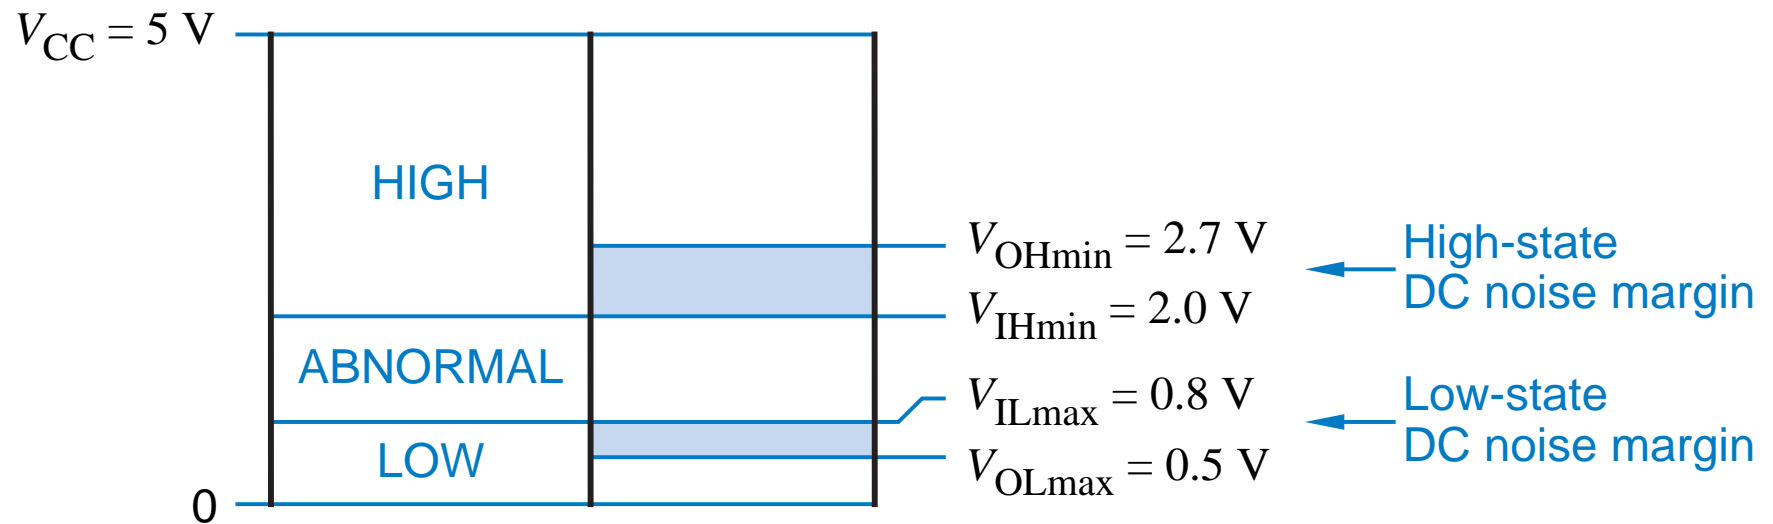 VCC = 5 V
HIGH
VOHmin = 2.7 V
High-state
DC noise margin
VIHmin = 2.0 V
ABNORMAL
VILmax = 0.8 V
Low-state
DC noise margin
LOW
VOLmax = 0.5 V
0